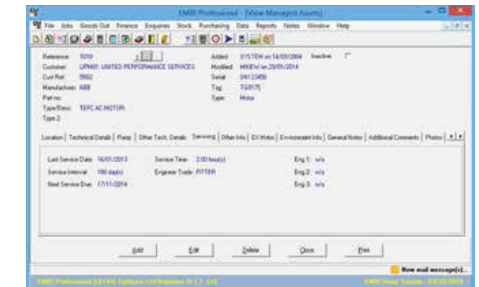 EMIR Professional - [View Managed Assets]
File Jobs Goods Out Finance Enquiries Stock Purchasing Data Reports Notes Window Help
Reference 1010 Added SYSTEM on 14/05/2004 Inactive
Customer UPM01: UNITED PERFORMANCE SERVICES Modified on 29/05/2014
Cust Ref 5562 Serial
Manufacturer ABB Tag TG0175
Part no Type Motor
Type/Desc TEFC AC MOTOR
Type 2
Location Technical Details Pump Other Tech. Details Servicing Other Info EX Motor Environment Info General Notes Additional Comments Photos
Last Service Date 16/01/2013 Service Time 2.00 hour(s) Eng 1: n/a
Service Interval 180 day(s) Engineer Trade FITTER Eng 2: n/a
Next Service Due 17/11/2014 Eng 3: n/a
Add Edit Delete Close Print
New mail message(s)
EMIR Professional